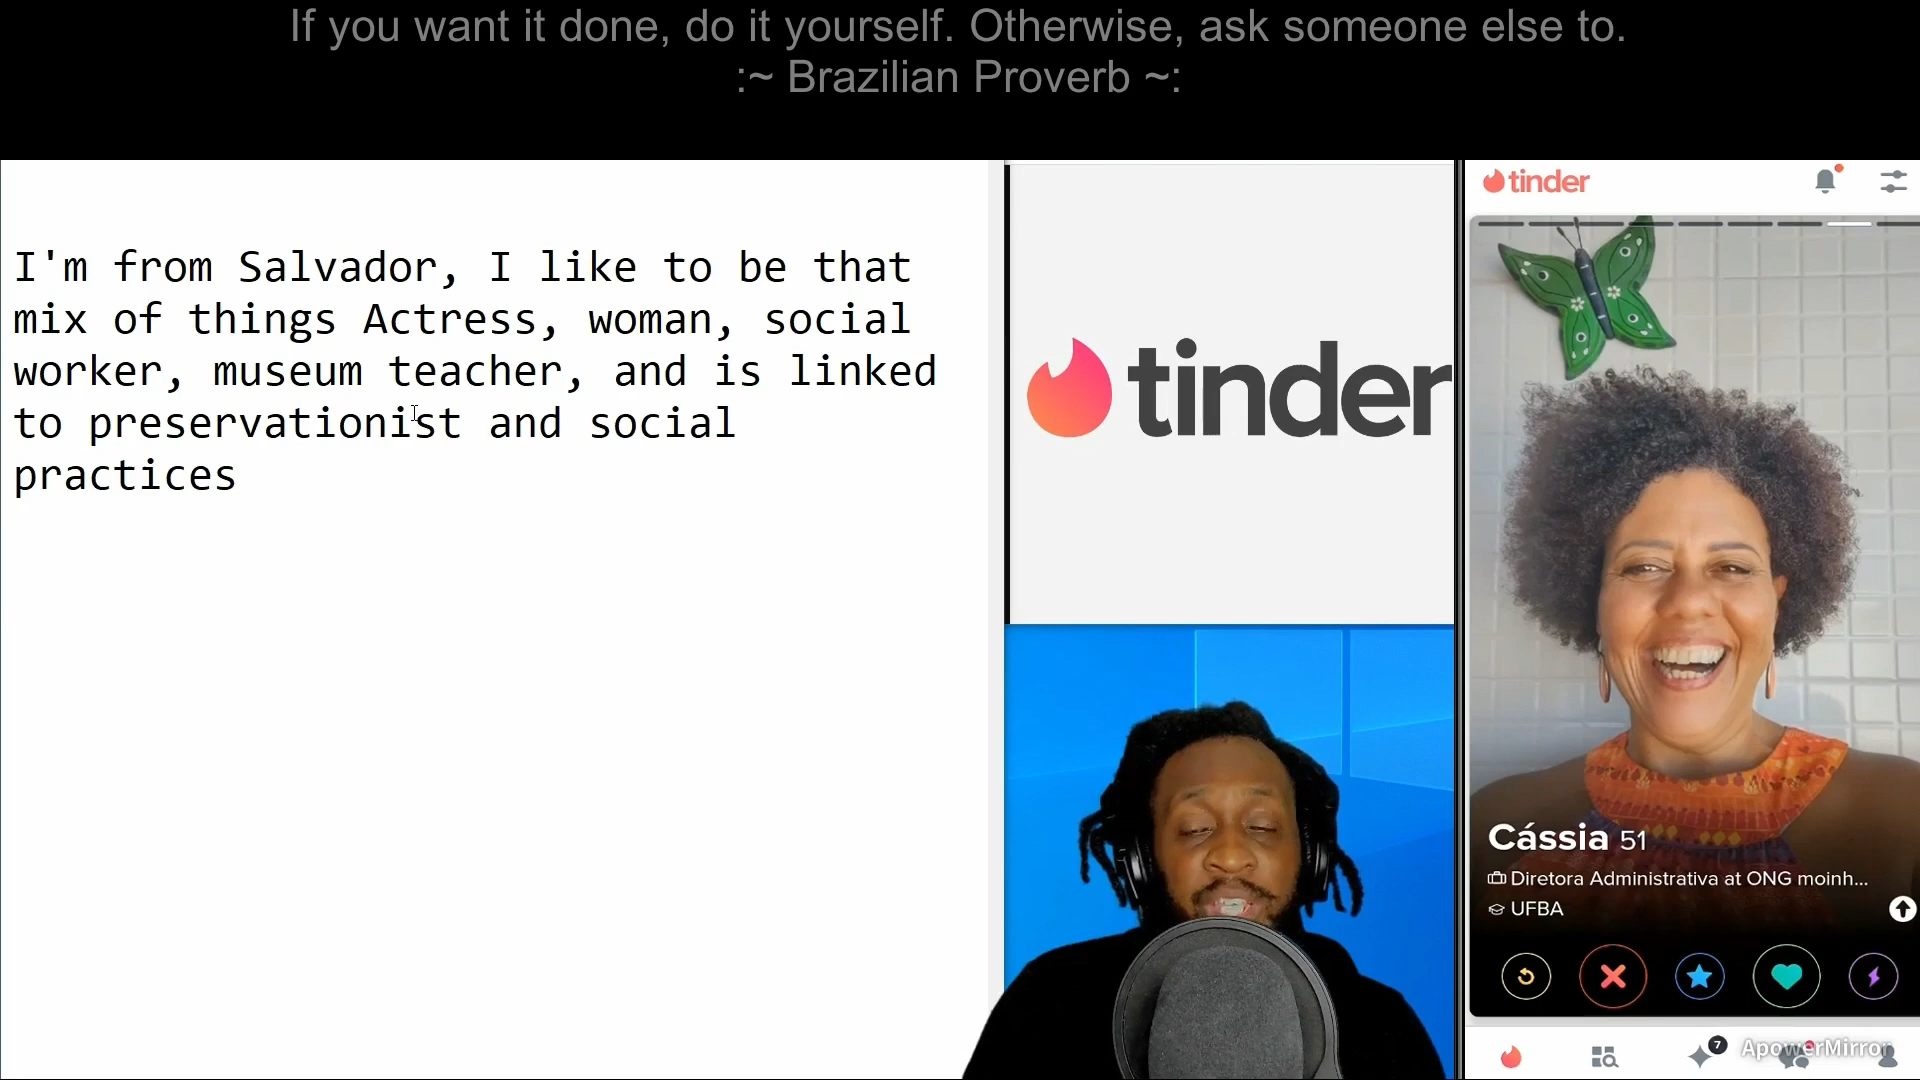 If you want it done, do it yourself. Otherwise, ask someone else to.
:~ Brazilian Proverb ~:
I'm from Salvador, I like to be that
mix of things Actress, woman, social
worker, museum teacher, and is linked
to preservationist and social
practices
tinder
tinder
Cássia 51
Diretora Administrativa at ONG moinh...
UFBA
7
ApowerMirror